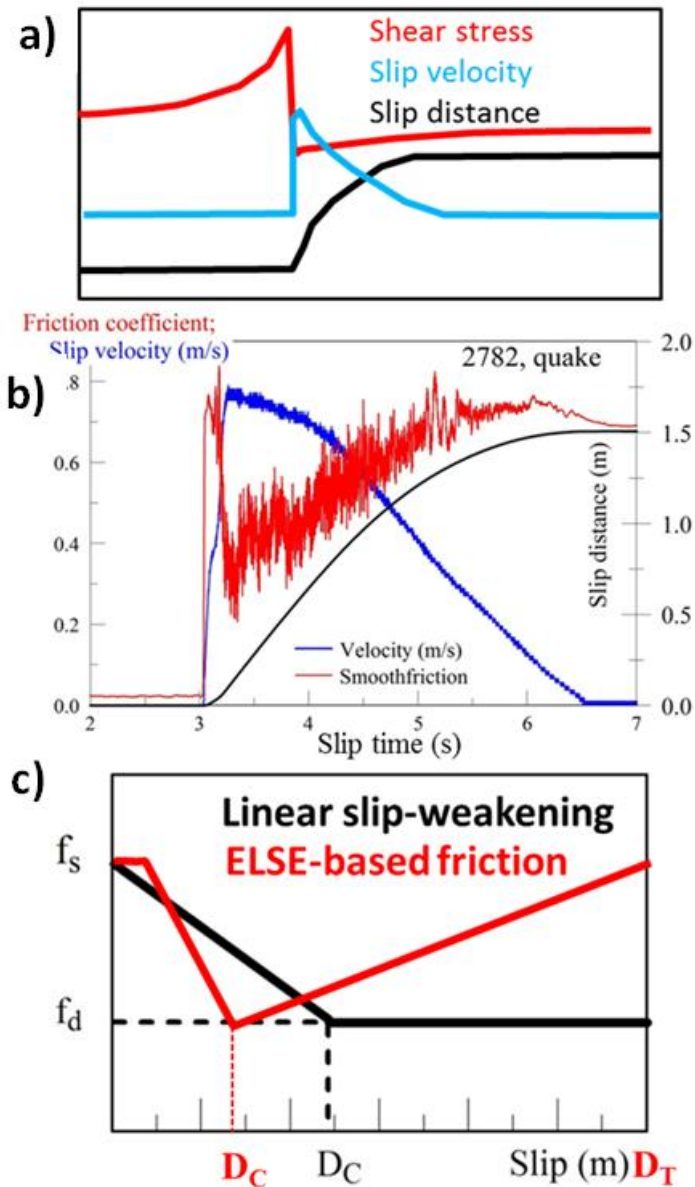 a)
Shear stress
Slip velocity
Slip distance
Friction coefficient;
Slip velocity (m/s)
b)
2782, quake
2.0
.8
1.5
0.6
1.0
0.4
Slip distance (m)
0.5
0.2
Velocity (m/s)
Smoothfriction
0.0
0.0
2 3 4 5 6 7
Slip time (s)
c)
Linear slip-weakening
ELSE-based friction
fs
fd
DC DC Slip (m) DT